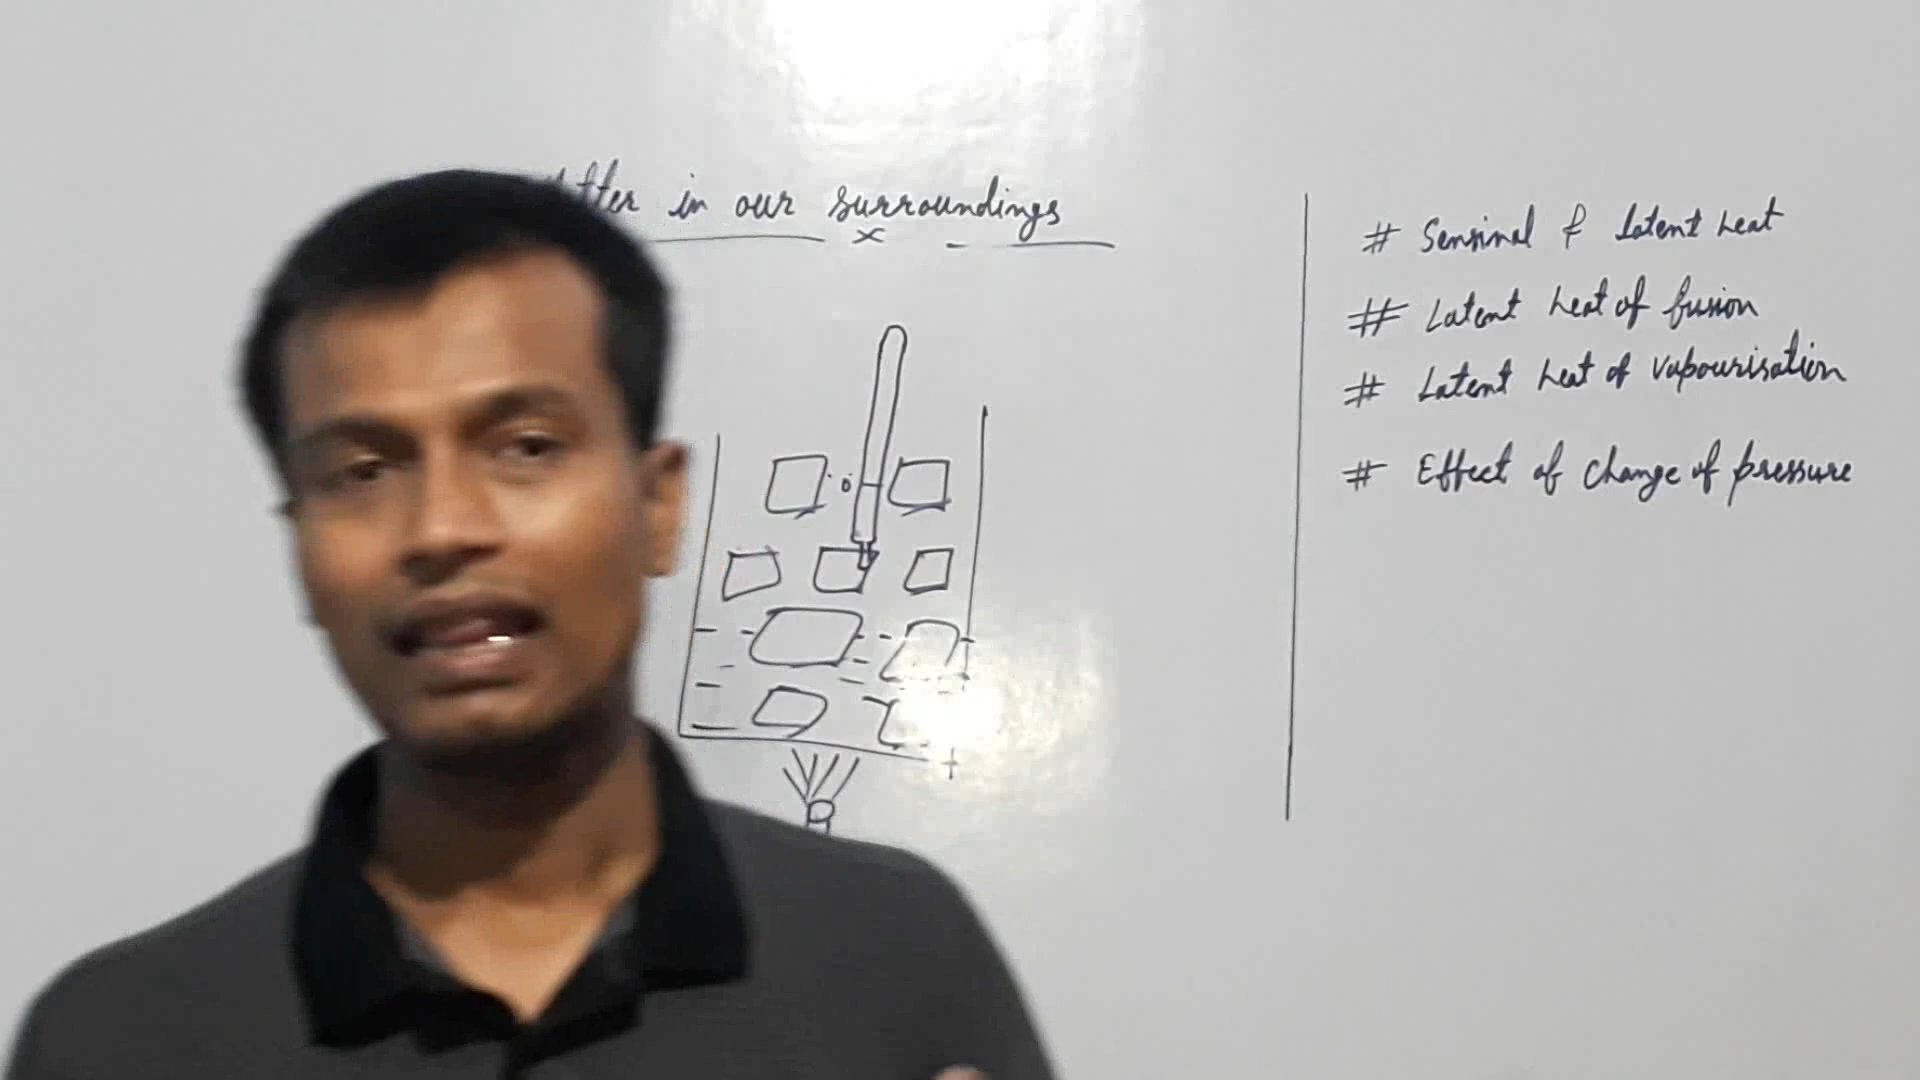 in our surroundings
# Sensinal & Latent heat
# Latent heat of fusion
# Latent heat of vapourisation
# Effect of change of pressure